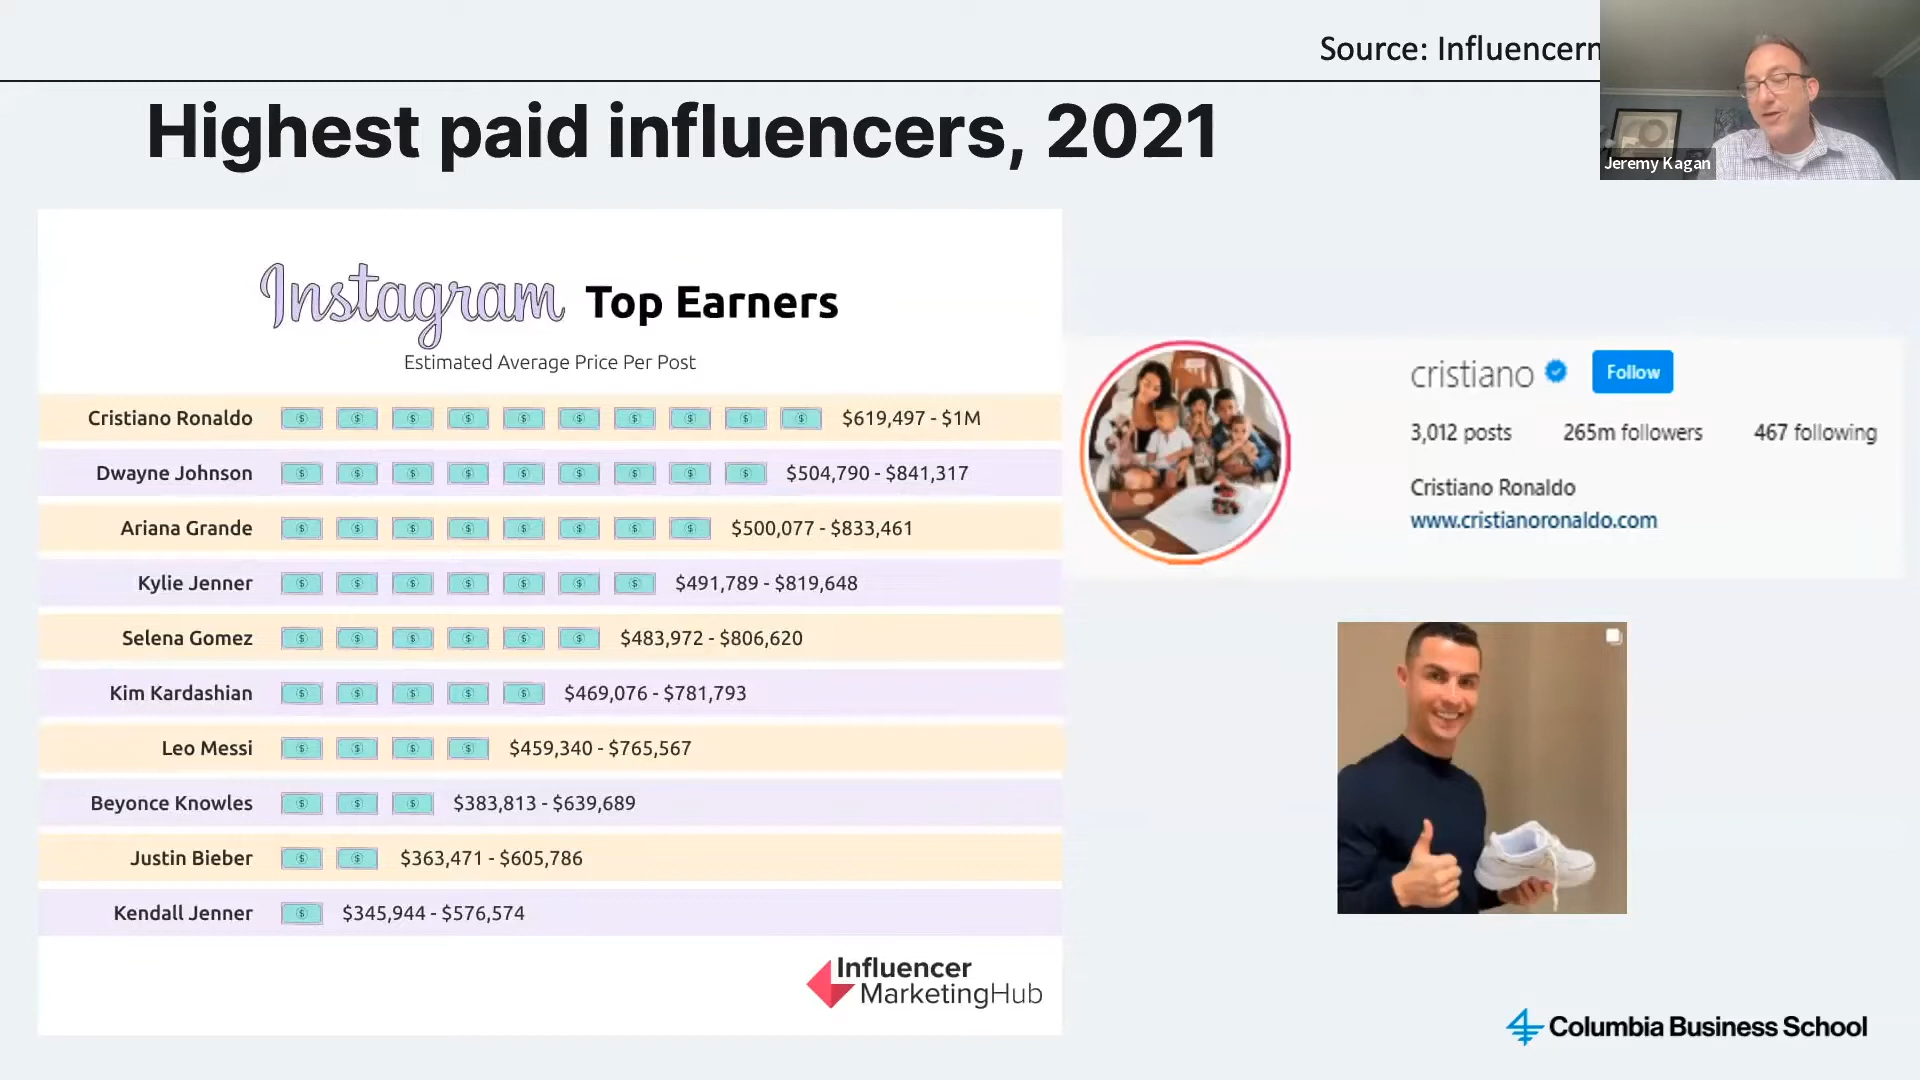 Source: Influencerm
Jeremy Kagan
Highest paid influencers, 2021
Instagram Top Earners
Estimated Average Price Per Post
Cristiano Ronaldo $619,497 - $1M
Dwayne Johnson $504,790 - $841,317
Ariana Grande $500,077 - $833,461
Kylie Jenner $491,789 - $819,648
Selena Gomez $483,972 - $806,620
Kim Kardashian $469,076 - $781,793
Leo Messi $459,340 - $765,567
Beyonce Knowles $383,813 - $639,689
Justin Bieber $363,471 - $605,786
Kendall Jenner $345,944 - $576,574
Influencer
MarketingHub
cristiano Follow
3,012 posts 265m followers 467 following
Cristiano Ronaldo
www.cristianoronaldo.com
Columbia Business School